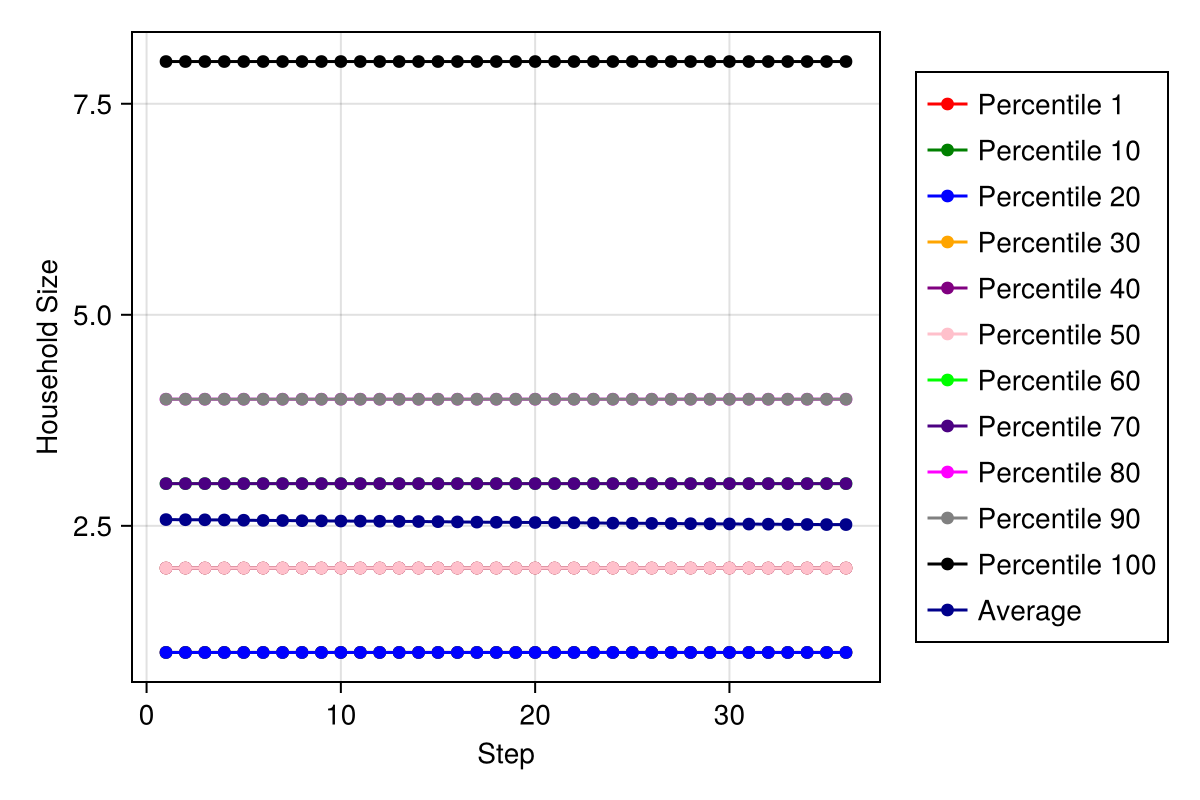 7.5
5.0
2.5
Household Size
0
10
20
30
Step
Percentile 1
Percentile 10
Percentile 20
Percentile 30
Percentile 40
Percentile 50
Percentile 60
Percentile 70
Percentile 80
Percentile 90
Percentile 100
Average